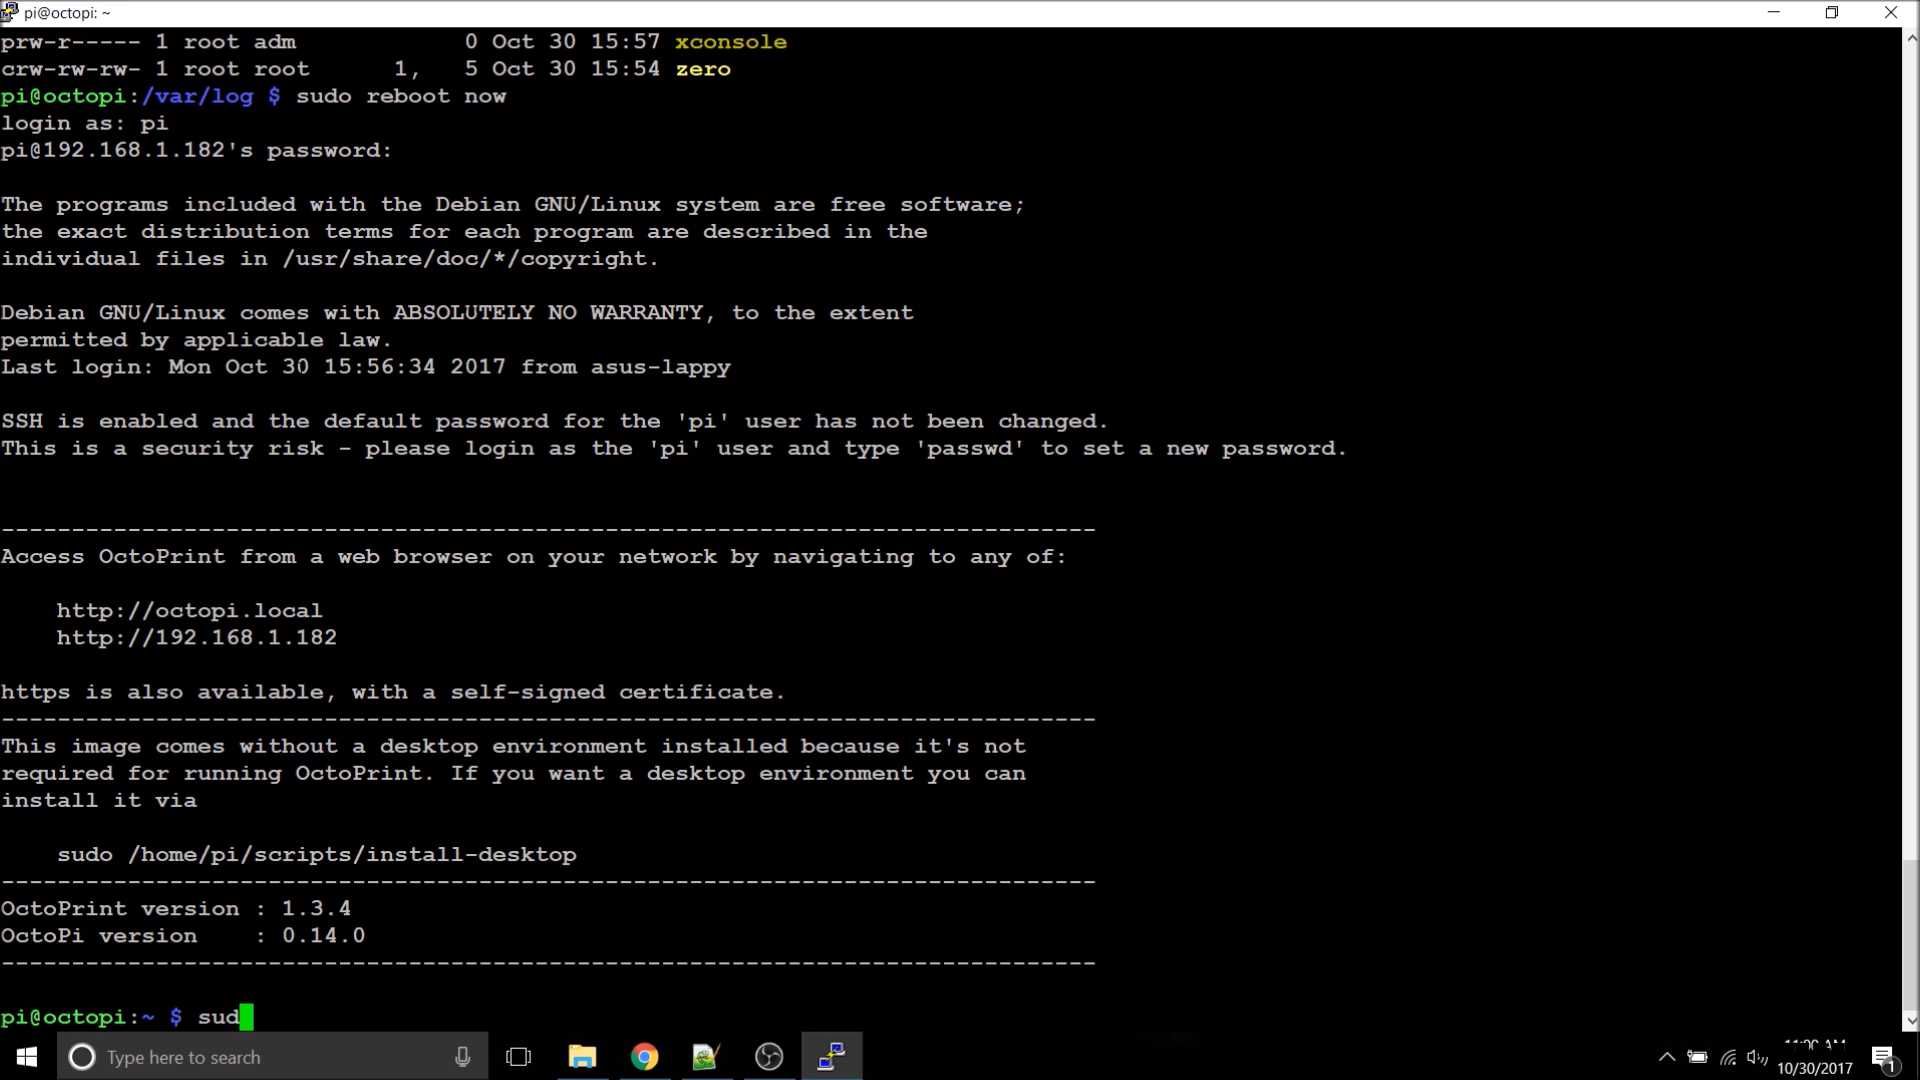 pi@octopi: ~
prw-r----- 1 root adm 0 Oct 30 15:57 xconsole
crw-rw-rw- 1 root root 1, 5 Oct 30 15:54 zero
pi@octopi:/var/log $ sudo reboot now
login as: pi
pi@192.168.1.182's password:
The programs included with the Debian GNU/Linux system are free software;
the exact distribution terms for each program are described in the
individual files in /usr/share/doc/*/copyright.
Debian GNU/Linux comes with ABSOLUTELY NO WARRANTY, to the extent
permitted by applicable law.
Last login: Mon Oct 30 15:56:34 2017 from asus-lappy
SSH is enabled and the default password for the 'pi' user has not been changed.
This is a security risk - please login as the 'pi' user and type 'passwd' to set a new password.
------------------------------------------------------------------------------
Access OctoPrint from a web browser on your network by navigating to any of:
http://octopi.local
http://192.168.1.182
https is also available, with a self-signed certificate.
------------------------------------------------------------------------------
This image comes without a desktop environment installed because it's not
required for running OctoPrint. If you want a desktop environment you can
install it via
sudo /home/pi/scripts/install-desktop
------------------------------------------------------------------------------
OctoPrint version : 1.3.4
OctoPi version : 0.14.0
------------------------------------------------------------------------------
pi@octopi:~ $ sud
Type here to search
10/30/2017
1